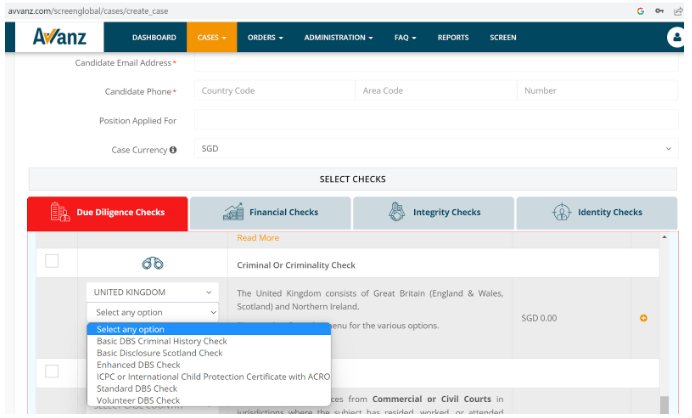 avvanz.com/screenglobal/cases/create_case
Avvanz
DASHBOARD
CASES
ORDERS
ADMINISTRATION
FAQ
REPORTS
SCREEN
Candidate Email Address*
Candidate Phone*
Country Code
Area Code
Number
Position Applied For
Case Currency
SGD
SELECT CHECKS
Due Diligence Checks
Financial Checks
Integrity Checks
Identity Checks
Read More
Criminal Or Criminality Check
UNITED KINGDOM
Select any option
The United Kingdom consists of Great Britain (England & Wales,
Scotland) and Northern Ireland.
enu for the various options.
SGD 0.00
Select any option
Basic DBS Criminal History Check
Basic Disclosure Scotland Check
Enhanced DBS Check
ICPC or International Child Protection Certificate with ACRO
Standard DBS Check
Volunteer DBS Check
ces from Commercial or Civil Courts in
jurisdictions where the subject has resided, worked, or attended